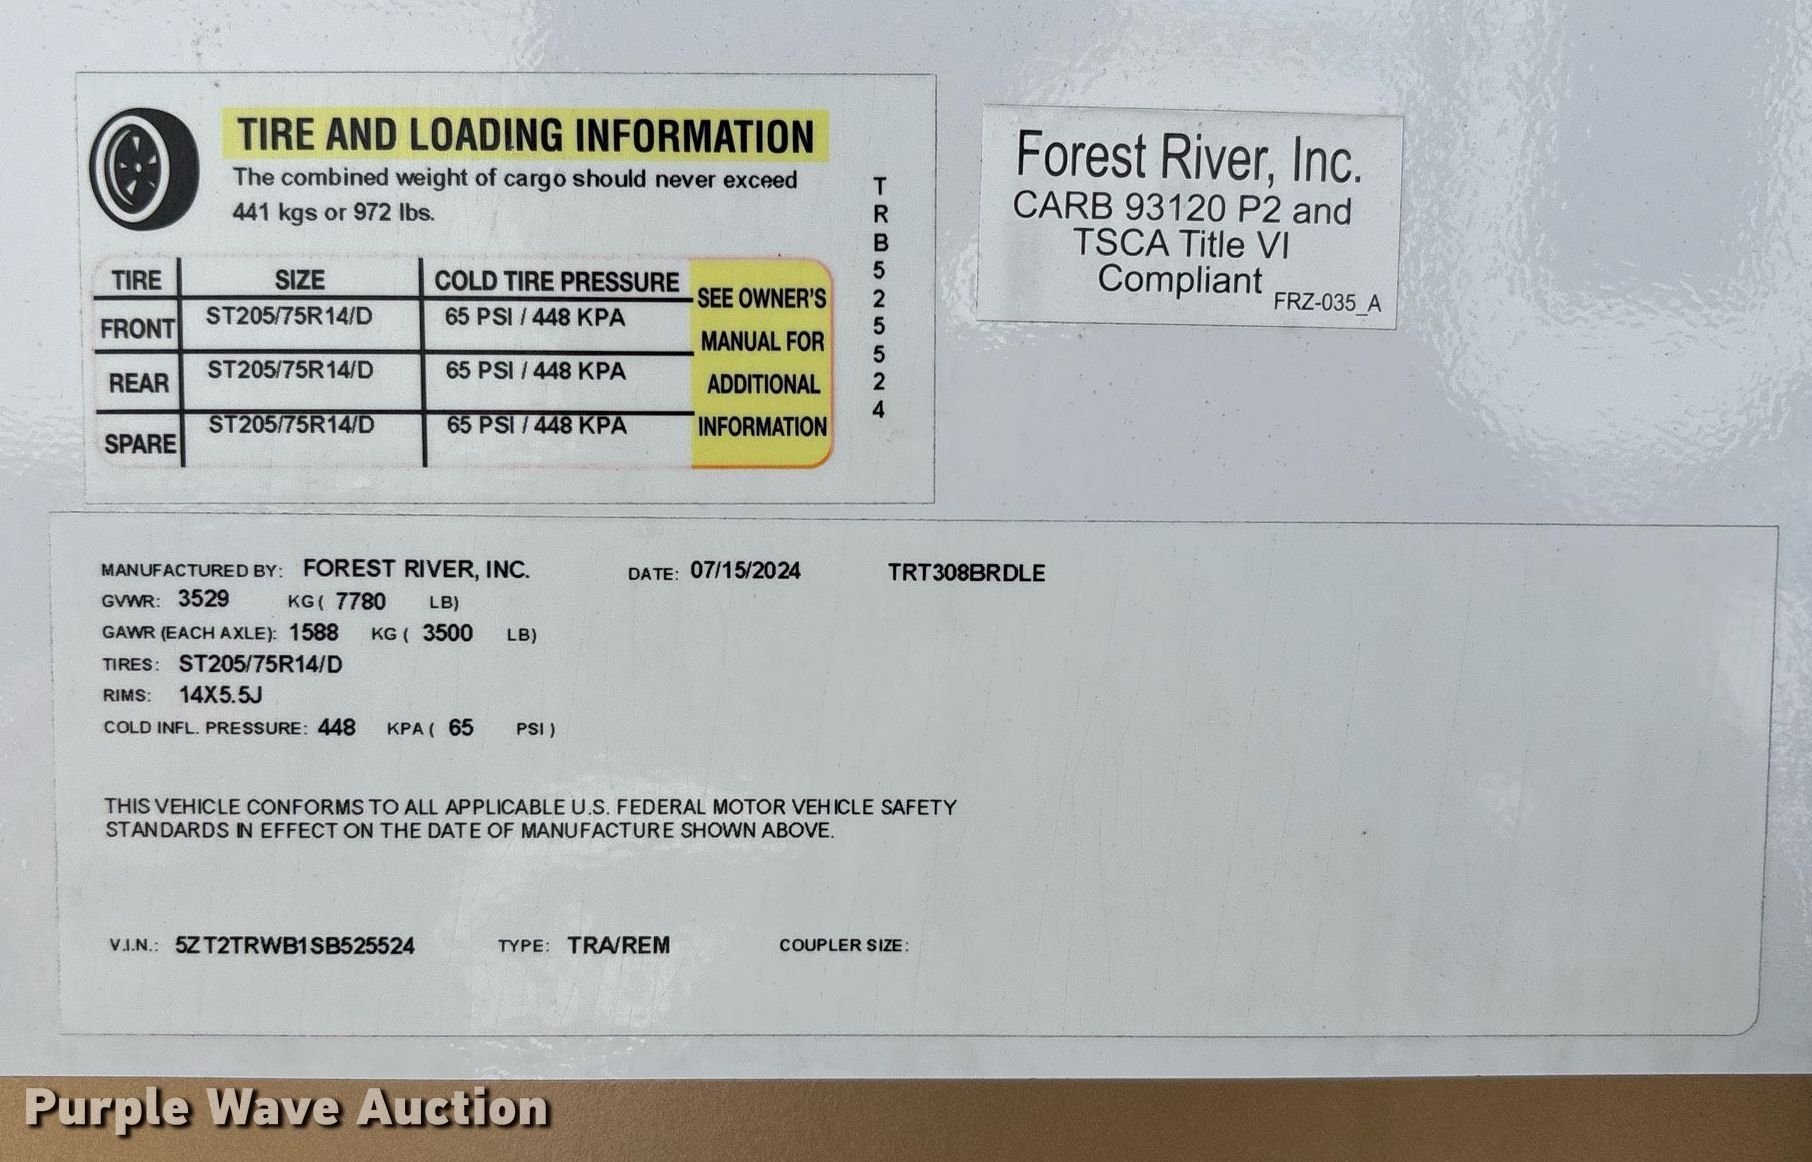 TIRE AND LOADING INFORMATION
The combined weight of cargo should never exceed
441 kgs or 972 lbs.
TIRE SIZE COLD TIRE PRESSURE
FRONT ST205/75R14/D 65 PSI / 448 KPA
REAR ST205/75R14/D 65 PSI / 448 KPA
SPARE ST205/75R14/D 65 PSI / 448 KPA
SEE OWNER'S
MANUAL FOR
ADDITIONAL
INFORMATION
T
R
B
5
2
5
5
2
4
Forest River, Inc.
CARB 93120 P2 and
TSCA Title VI
Compliant
FRZ-035_A
MANUFACTURED BY: FOREST RIVER, INC. DATE: 07/15/2024 TRT308BRDLE
GVWR: 3529 KG ( 7780 LB)
GAWR (EACH AXLE): 1588 KG ( 3500 LB)
TIRES: ST205/75R14/D
RIMS: 14X5.5J
COLD INFL. PRESSURE: 448 KPA ( 65 PSI )
THIS VEHICLE CONFORMS TO ALL APPLICABLE U.S. FEDERAL MOTOR VEHICLE SAFETY
STANDARDS IN EFFECT ON THE DATE OF MANUFACTURE SHOWN ABOVE.
V.I.N.: 5ZT2TRWB1SB525524 TYPE: TRA/REM COUPLER SIZE:
Purple Wave Auction